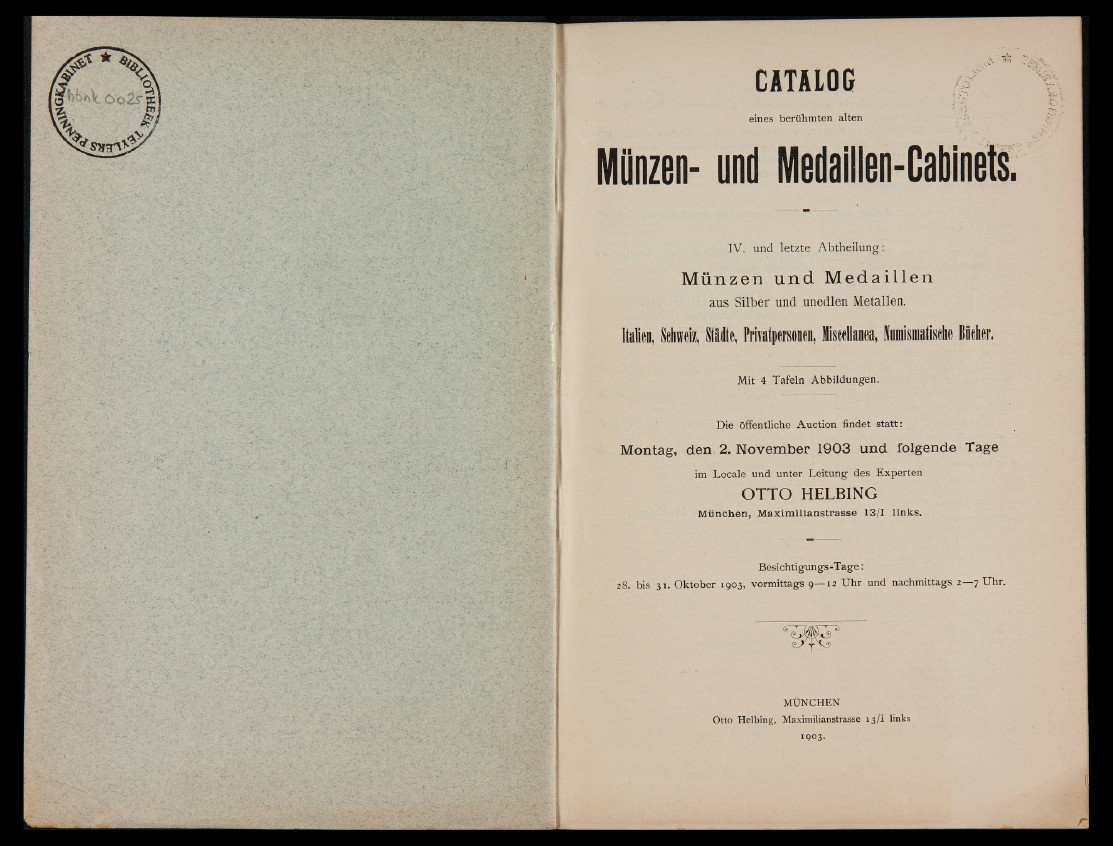 BIBLIOTHEEK TEYLERS PENNINGKABINET
hbnk 0025
CATALOG
eines berühmten alten
Münzen- und Medaillen-Cabinets.
IV. und letzte Abtheilung:
Münzen und Medaillen
aus Silber und unedlen Metallen.
Italien, Schweiz, Städte, Privatpersonen, Miscellanea, Numismatische Bücher.
Mit 4 Tafeln Abbildungen.
Die öffentliche Auction findet statt:
Montag, den 2. November 1903 und folgende Tage
im Locale und unter Leitung des Experten
OTTO HELBING
München, Maximilianstrasse 13/I links.
Besichtigungs-Tage:
28. bis 31. Oktober 1903, vormittags 9—12 Uhr und nachmittags 2—7 Uhr.
MÜNCHEN
Otto Helbing, Maximilianstrasse 13/I links
1903.